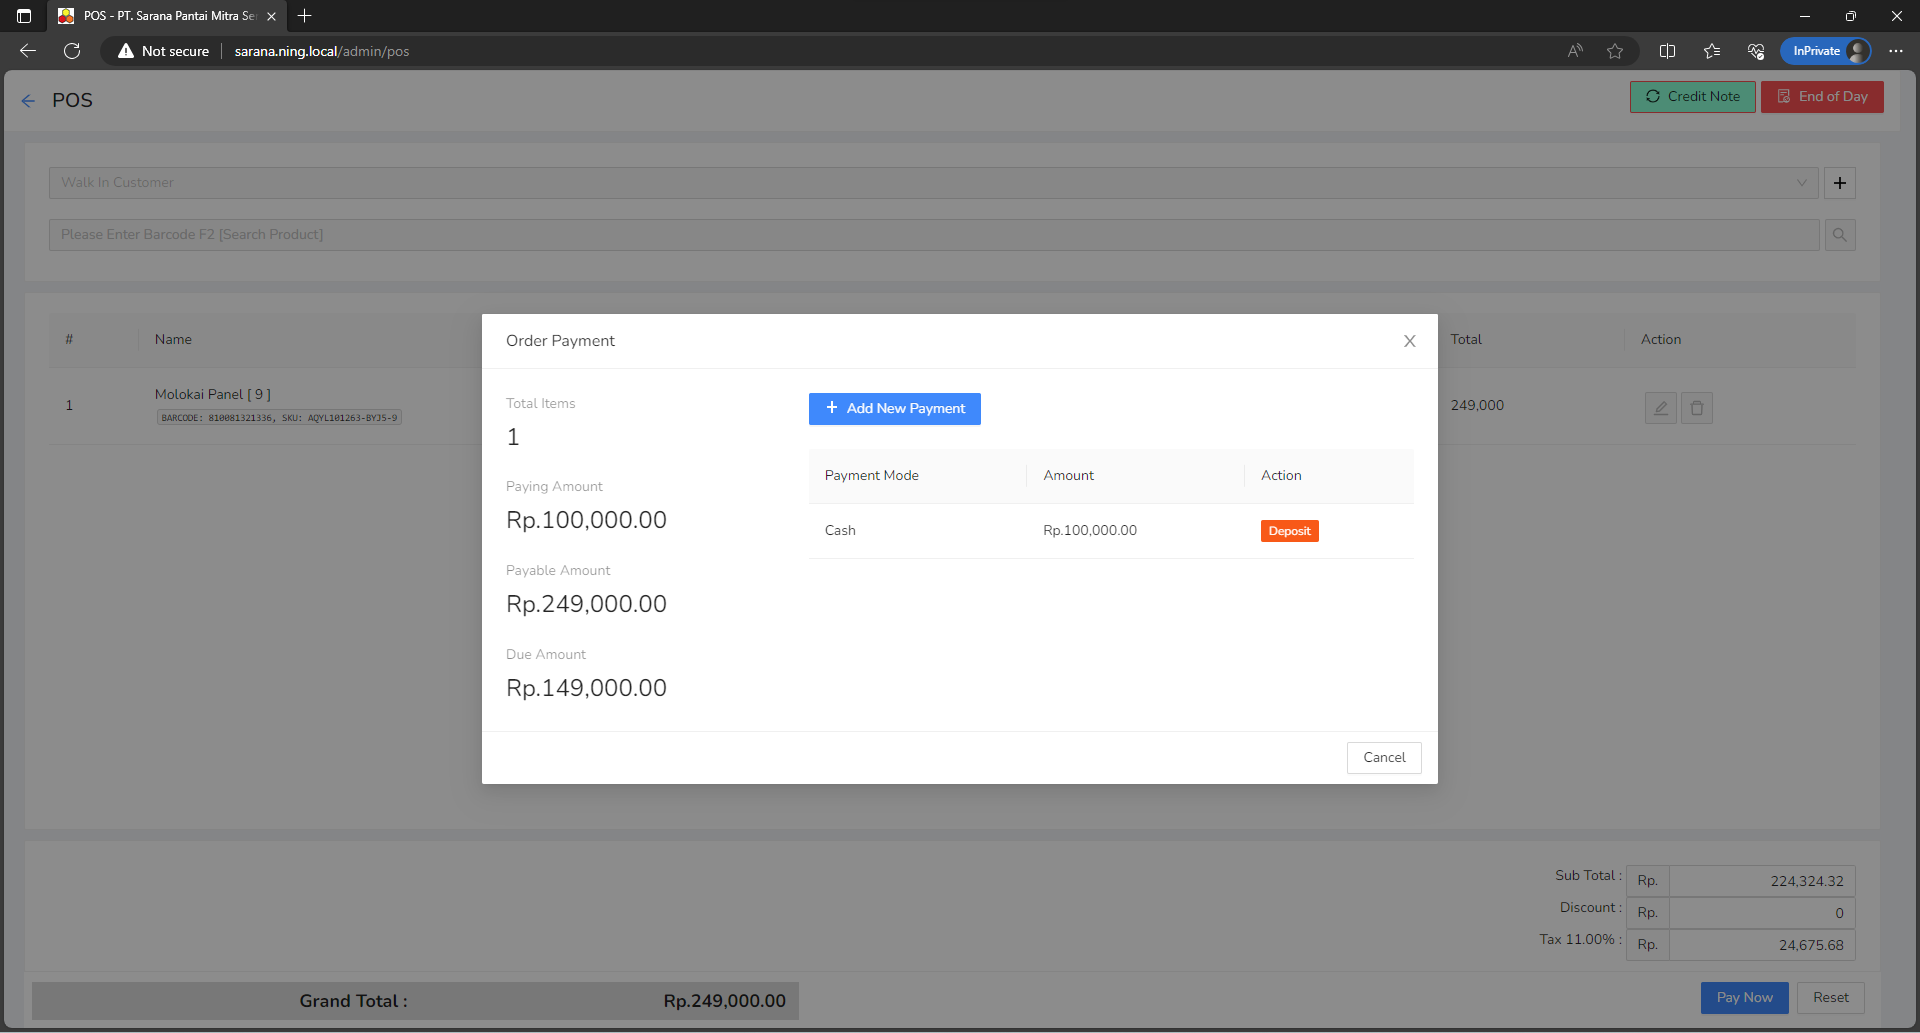 POS - PT. Sarana Pantai Mitra Se
Not secure
sarana.ning.local/admin/pos
InPrivate
POS
Credit Note
End of Day
Walk In Customer
Please Enter Barcode F2 [Search Product]
# Name Total Action
1 Molokai Panel [ 9 ] 249,000
BARCODE: 810081321336, SKU: AQYL101263-BYJ5-9
Order Payment
Total Items
1
Paying Amount
Rp.100,000.00
Payable Amount
Rp.249,000.00
Due Amount
Rp.149,000.00
+ Add New Payment
Payment Mode Amount Action
Cash Rp.100,000.00 Deposit
Cancel
Sub Total : Rp. 224,324.32
Discount : Rp. 0
Tax 11.00% : Rp. 24,675.68
Grand Total : Rp.249,000.00
Pay Now
Reset